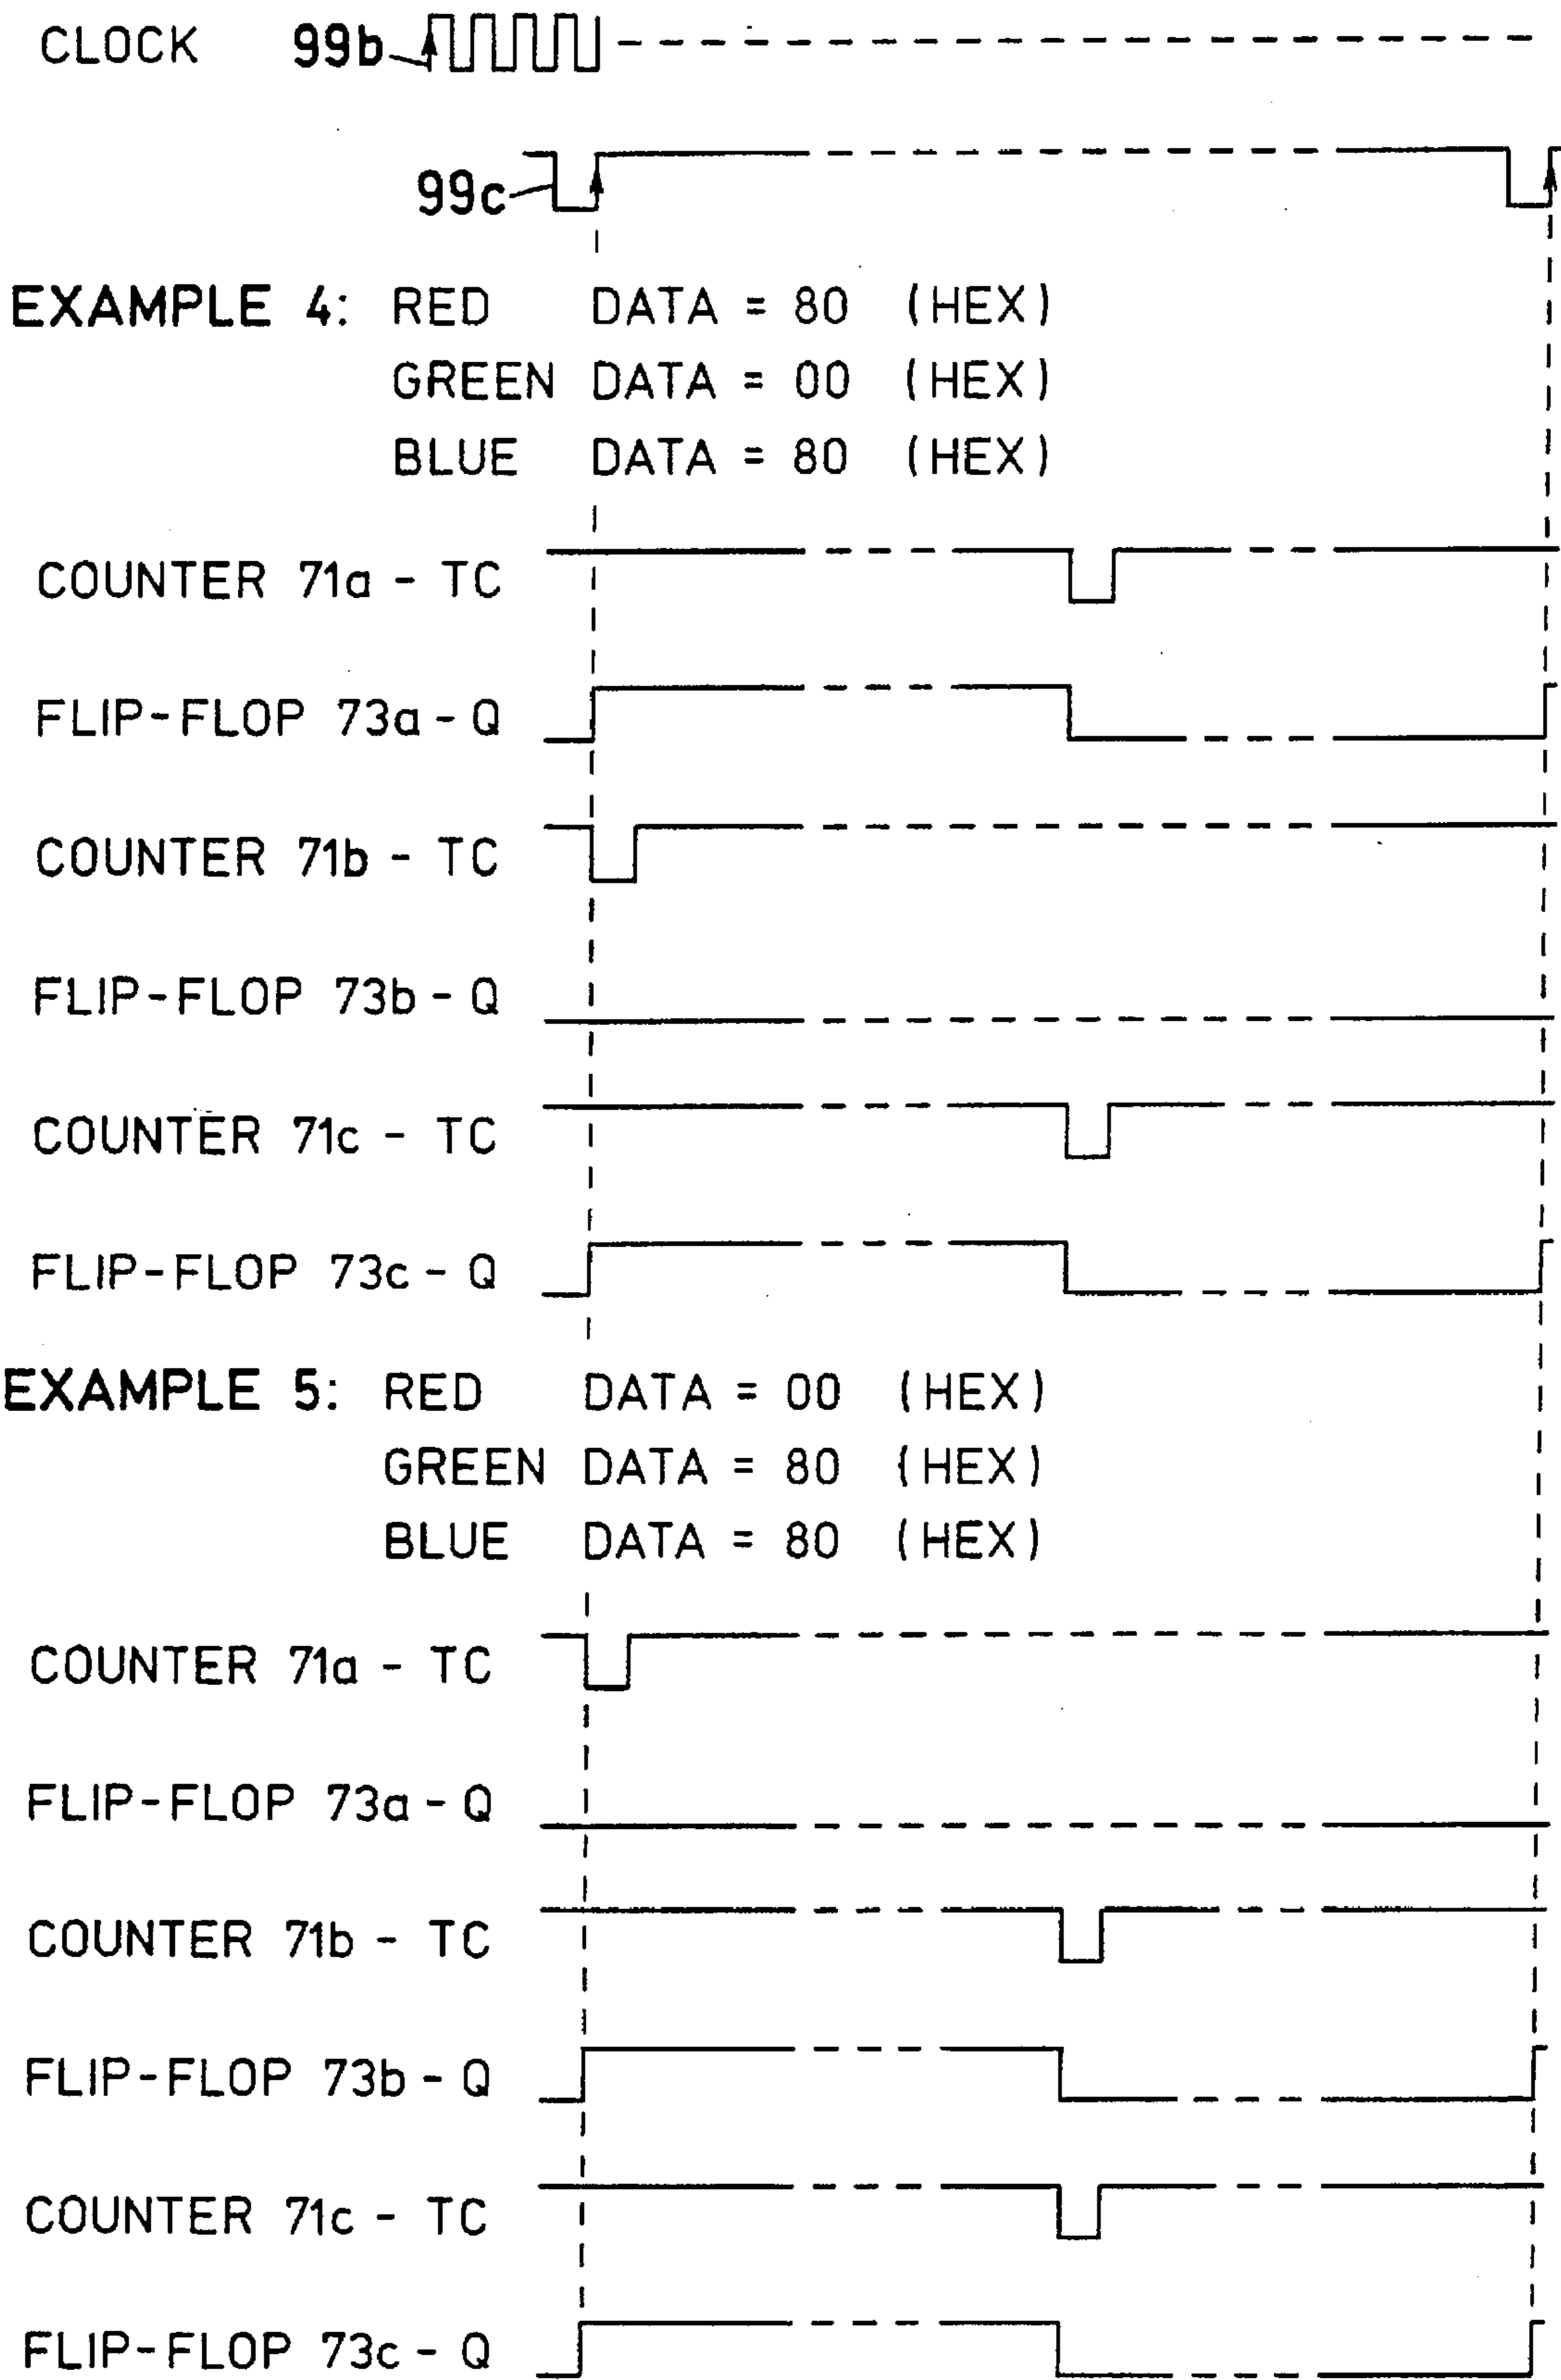 CLOCK 99b
99c
EXAMPLE 4: RED DATA = 80 (HEX)
GREEN DATA = 00 (HEX)
BLUE DATA = 80 (HEX)
COUNTER 71a - TC
FLIP-FLOP 73a - Q
COUNTER 71b - TC
FLIP-FLOP 73b - Q
COUNTER 71c - TC
FLIP-FLOP 73c - Q
EXAMPLE 5: RED DATA = 00 (HEX)
GREEN DATA = 80 (HEX)
BLUE DATA = 80 (HEX)
COUNTER 71a - TC
FLIP-FLOP 73a - Q
COUNTER 71b - TC
FLIP-FLOP 73b - Q
COUNTER 71c - TC
FLIP-FLOP 73c - Q